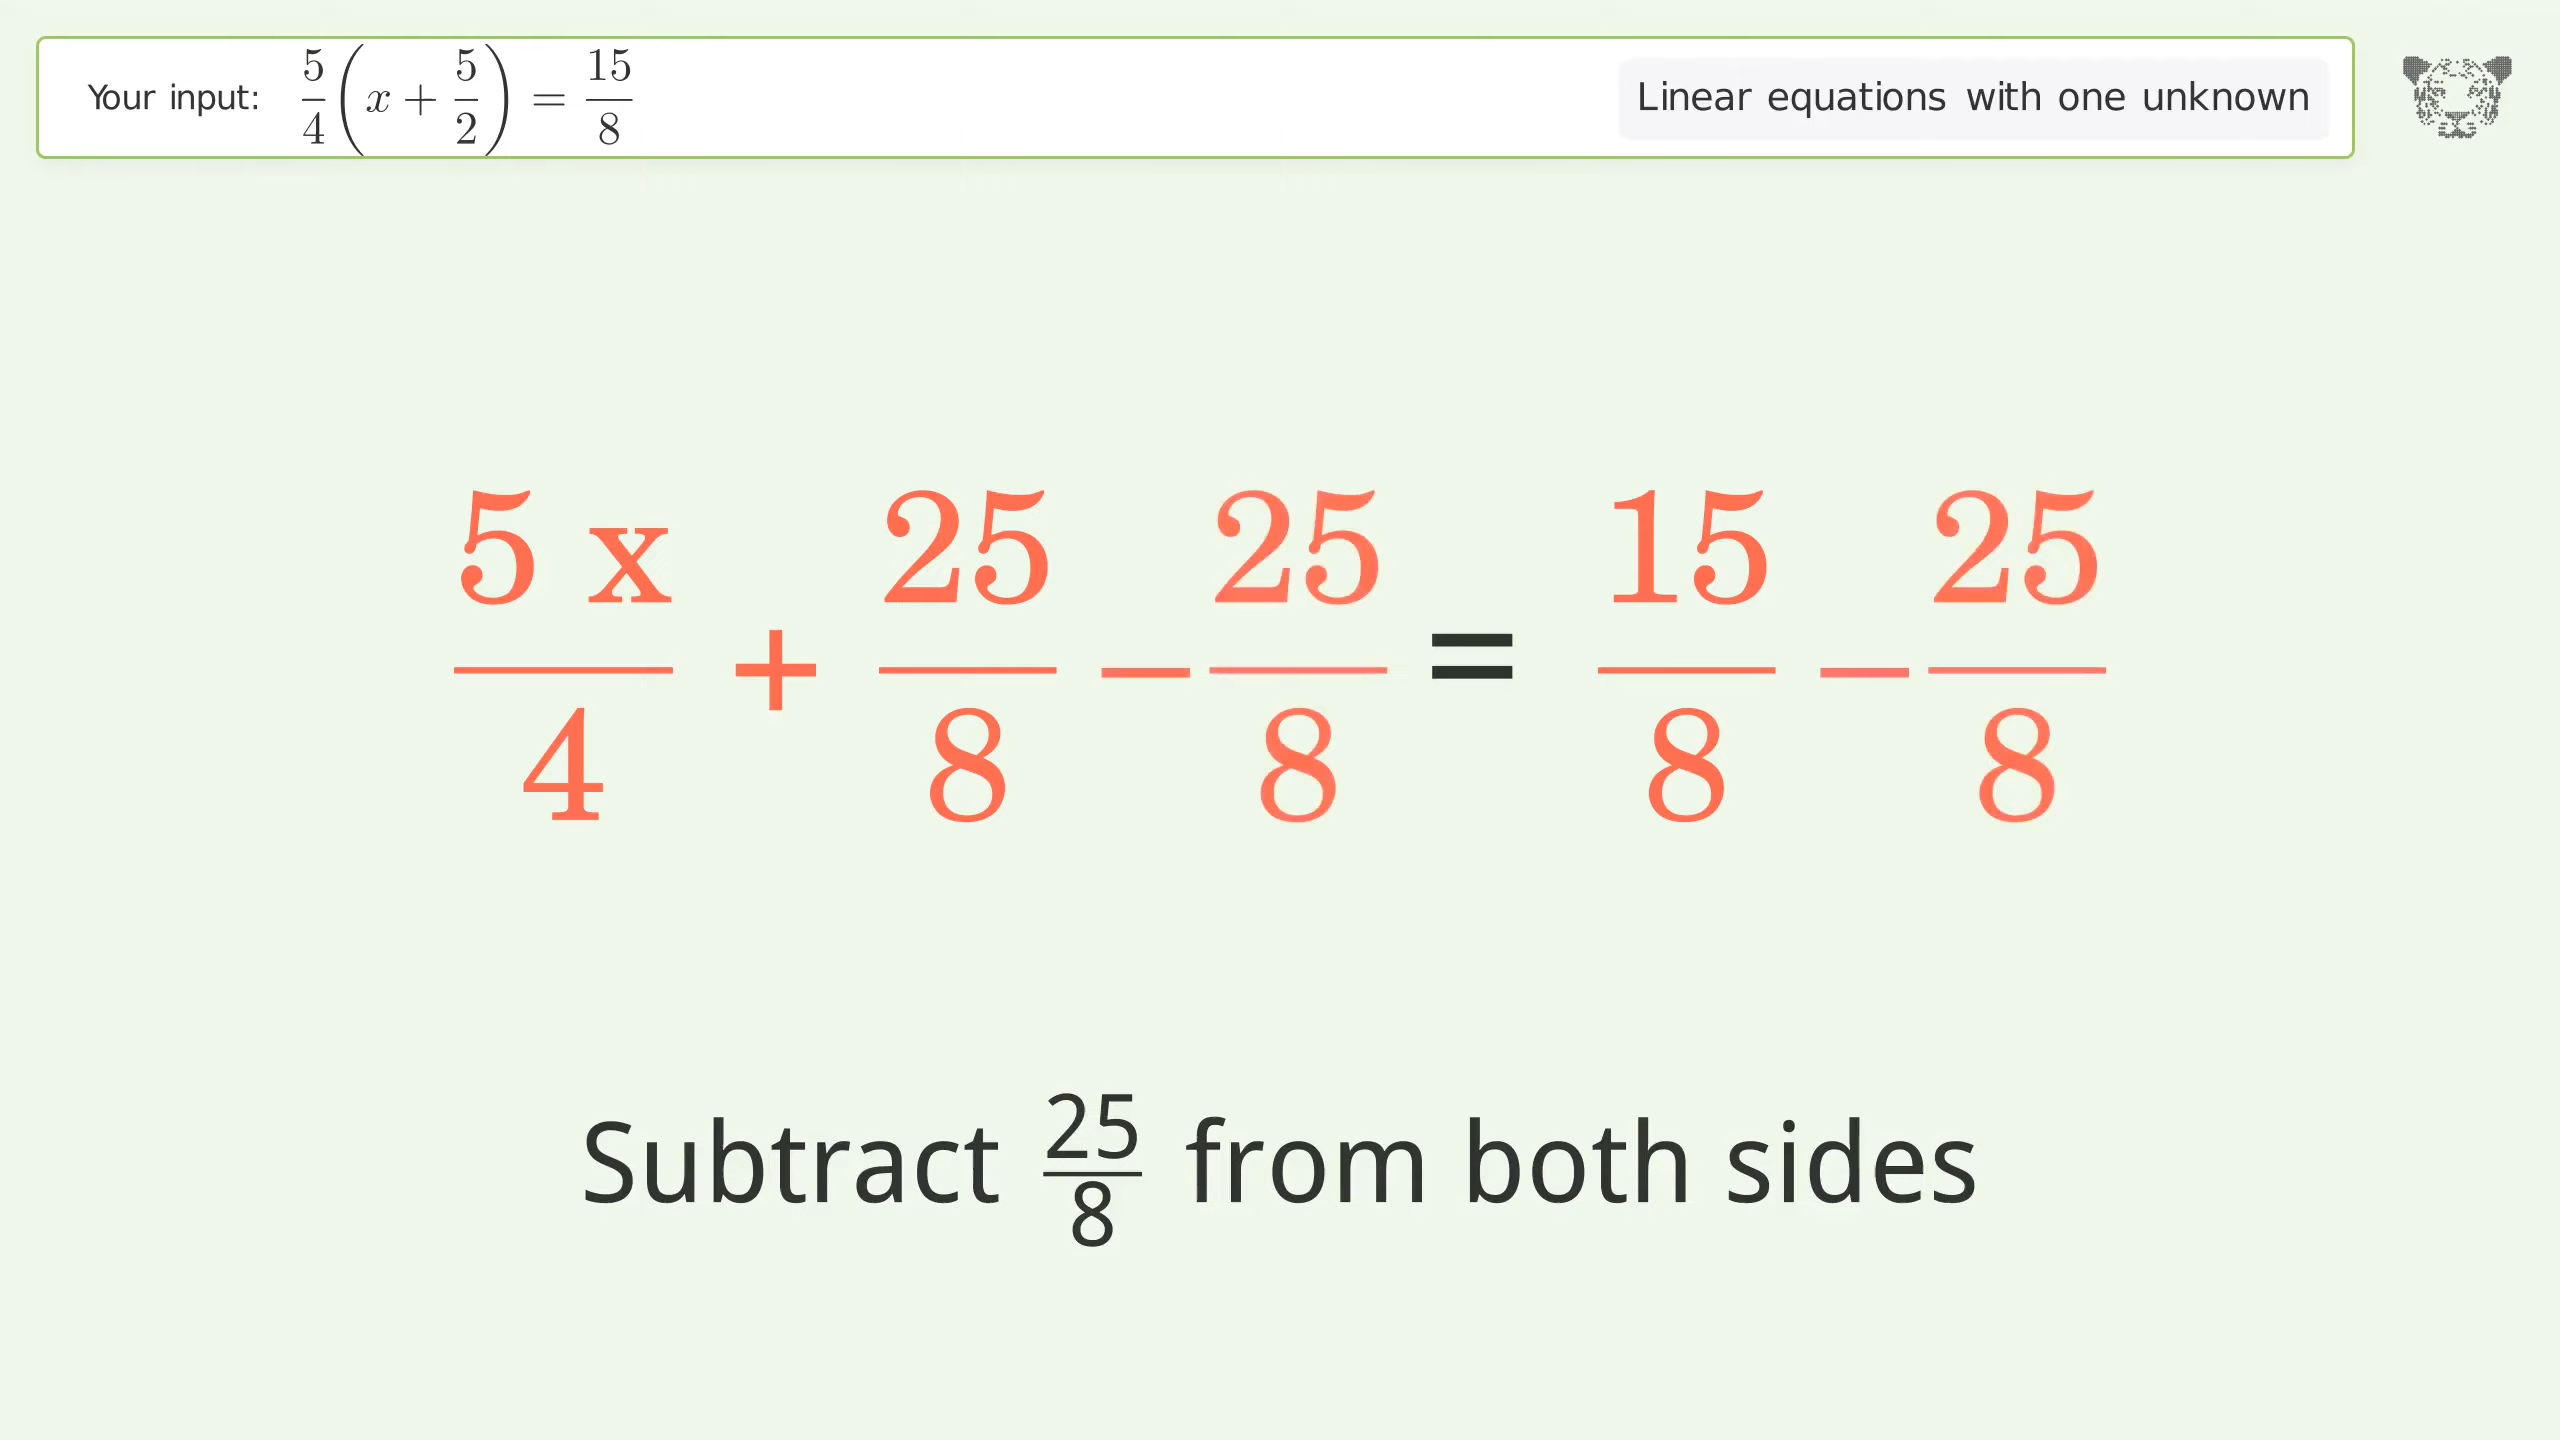 Your input: 5/4(x + 5/2) = 15/8
Linear equations with one unknown
5 x/4 + 25/8 − 25/8 = 15/8 − 25/8
Subtract 25/8 from both sides